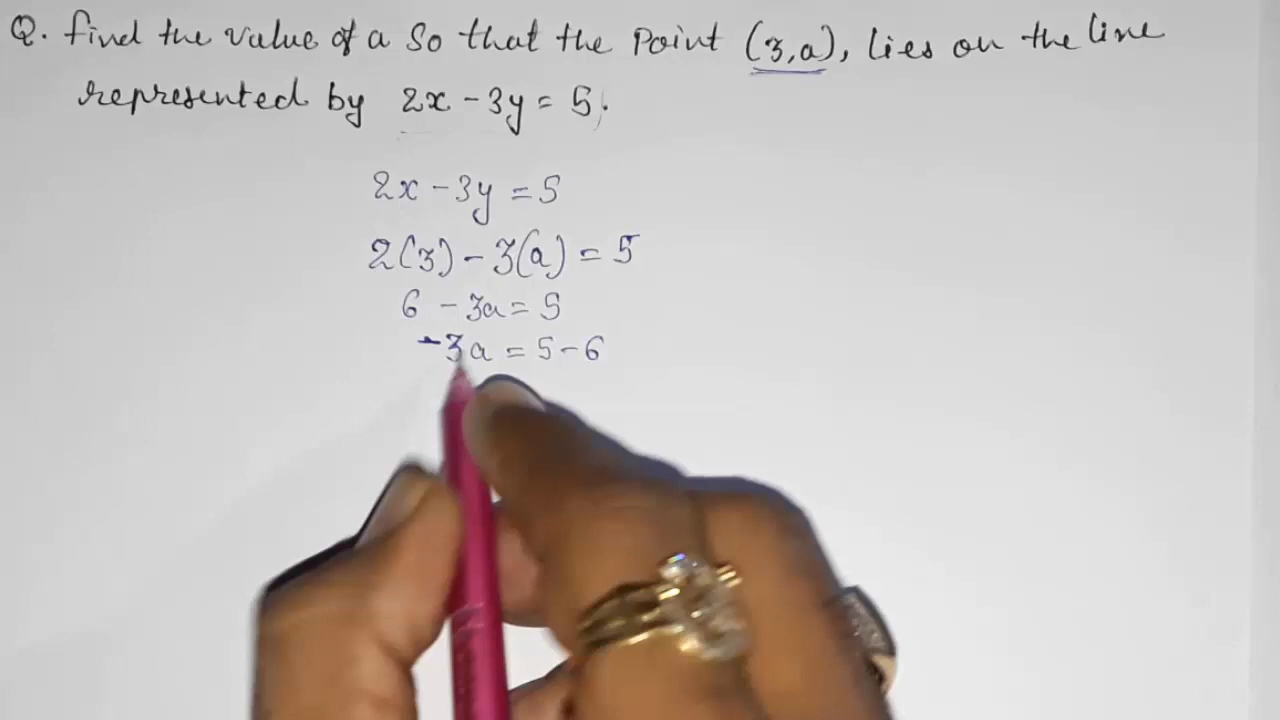 Q. Find the value of a so that the point (3,a), lies on the line
represented by 2x - 3y = 5.
2x - 3y = 5
2(3) - 3(a) = 5
6 - 3a = 5
-3a = 5 - 6